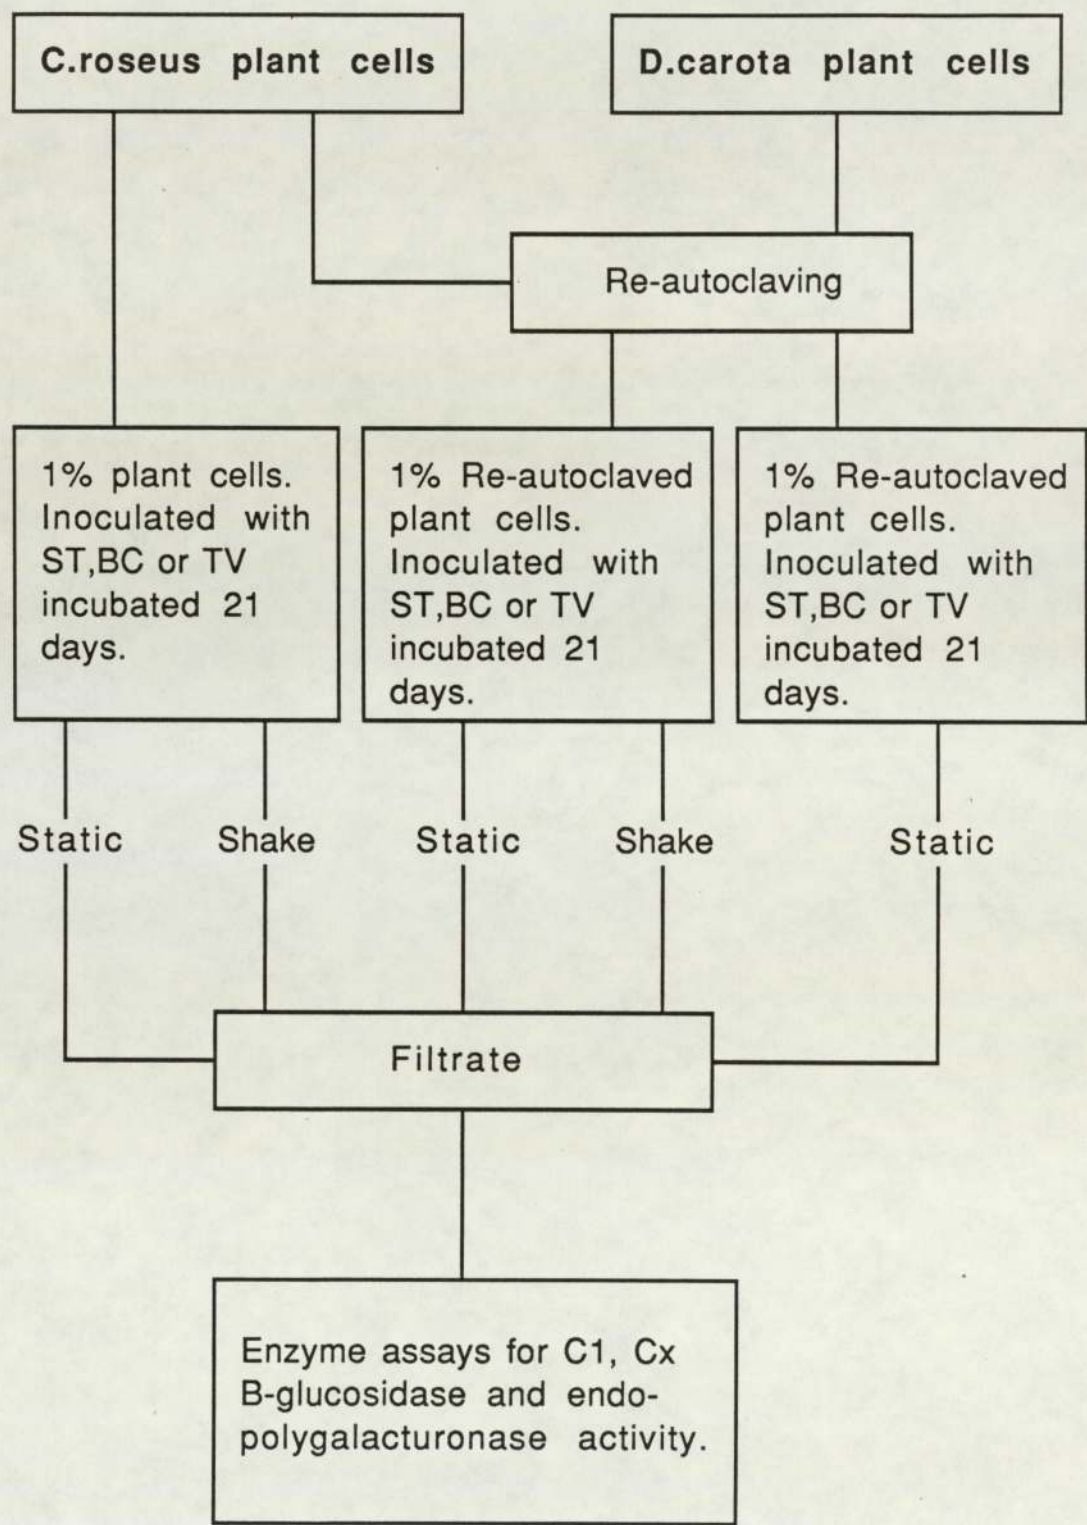 C.roseus plant cells
D.carota plant cells
Re-autoclaving
1% plant cells.
Inoculated with
ST,BC or TV
incubated 21
days.
1% Re-autoclaved
plant cells.
Inoculated with
ST,BC or TV
incubated 21
days.
1% Re-autoclaved
plant cells.
Inoculated with
ST,BC or TV
incubated 21
days.
Static
Shake
Static
Shake
Static
Filtrate
Enzyme assays for C1, Cx
B-glucosidase and endo-
polygalacturonase activity.